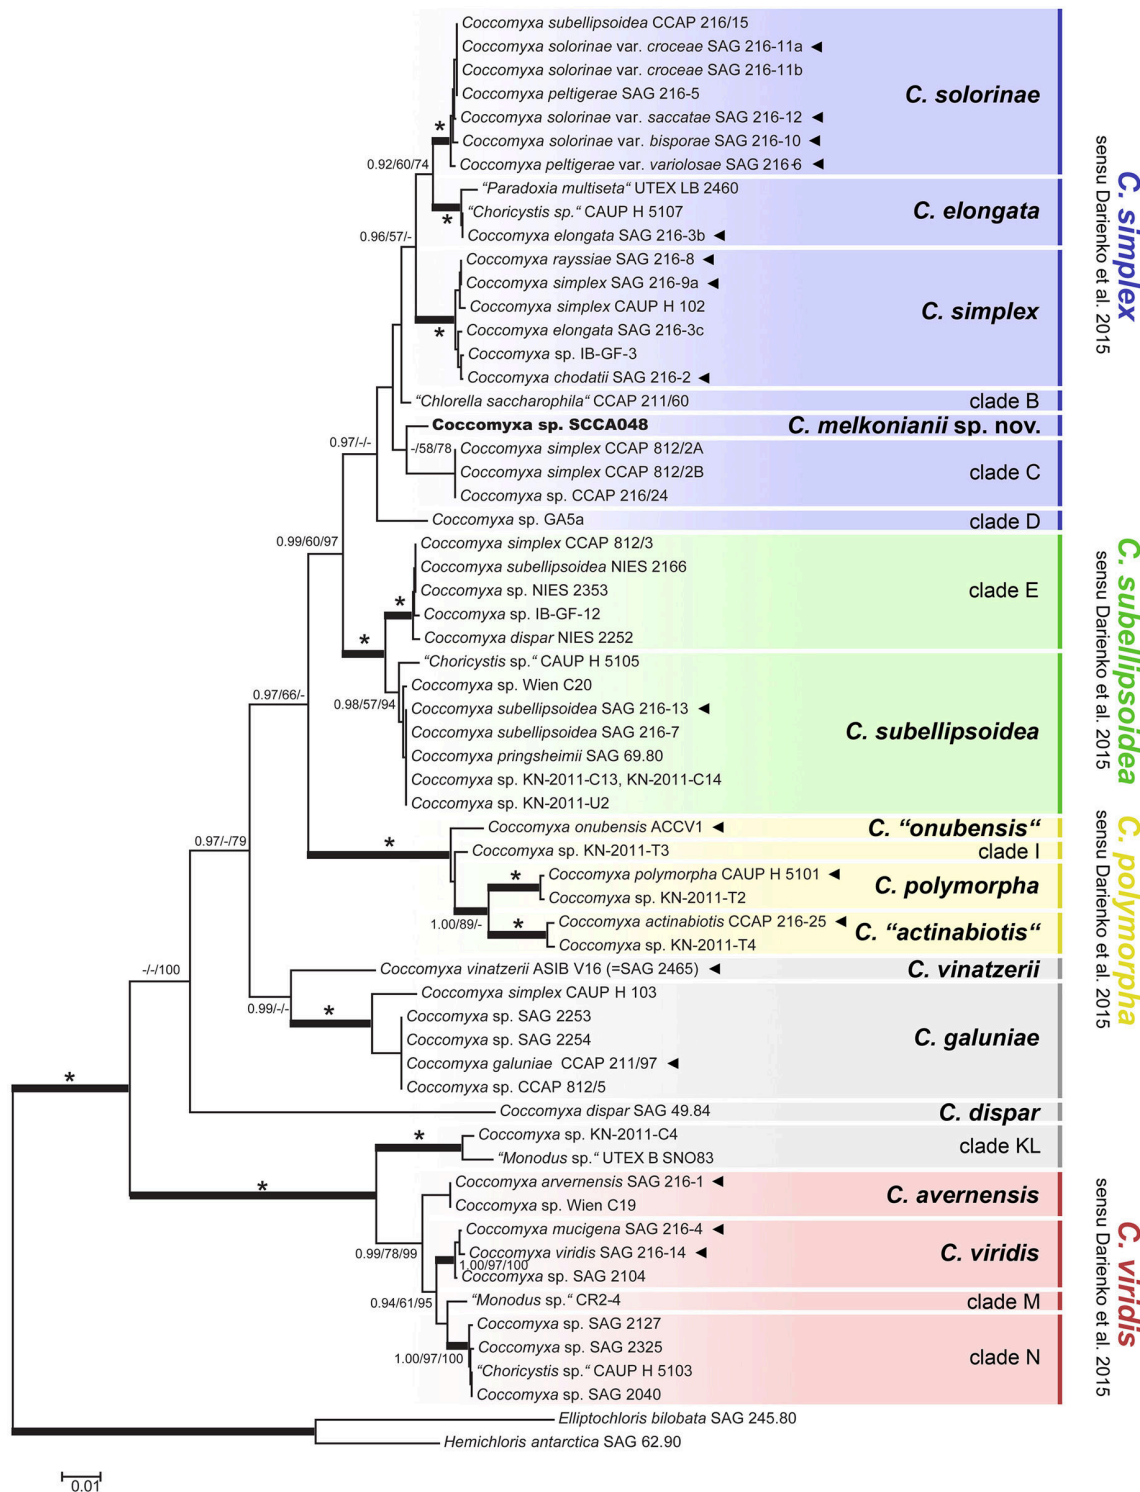 Coccomyxa subellipsoidea CCAP 216/15
Coccomyxa solorinae var. croceae SAG 216-11a ◄
Coccomyxa solorinae var. croceae SAG 216-11b
Coccomyxa peltigerae SAG 216-5
Coccomyxa solorinae var. saccatae SAG 216-12 ◄
Coccomyxa solorinae var. bisporae SAG 216-10 ◄
Coccomyxa peltigerae var. variolosae SAG 216-6 ◄
C. solorinae
*
0.92/60/74
"Paradoxia multiseta“ UTEX LB 2460
"Choricystis sp.“ CAUP H 5107
Coccomyxa elongata SAG 216-3b ◄
C. elongata
*
0.96/57/-
Coccomyxa rayssiae SAG 216-8 ◄
Coccomyxa simplex SAG 216-9a ◄
Coccomyxa simplex CAUP H 102
Coccomyxa elongata SAG 216-3c
Coccomyxa sp. IB-GF-3
Coccomyxa chodatii SAG 216-2 ◄
C. simplex
*
"Chlorella saccharophila“ CCAP 211/60
clade B
Coccomyxa sp. SCCA048
C. melkonianii sp. nov.
-/58/78
0.97/-/-
Coccomyxa simplex CCAP 812/2A
Coccomyxa simplex CCAP 812/2B
Coccomyxa sp. CCAP 216/24
clade C
Coccomyxa sp. GA5a
clade D
C. simplex
sensu Darienko et al. 2015
0.99/60/97
Coccomyxa simplex CCAP 812/3
Coccomyxa subellipsoidea NIES 2166
Coccomyxa sp. NIES 2353
Coccomyxa sp. IB-GF-12
Coccomyxa dispar NIES 2252
clade E
*
*
"Choricystis sp.“ CAUP H 5105
Coccomyxa sp. Wien C20
Coccomyxa subellipsoidea SAG 216-13 ◄
Coccomyxa subellipsoidea SAG 216-7
Coccomyxa pringsheimii SAG 69.80
Coccomyxa sp. KN-2011-C13, KN-2011-C14
Coccomyxa sp. KN-2011-U2
C. subellipsoidea
0.97/66/-
0.98/57/94
C. subellipsoidea
sensu Darienko et al. 2015
Coccomyxa onubensis ACCV1 ◄
C. “onubensis“
*
Coccomyxa sp. KN-2011-T3
clade I
0.97/-/79
Coccomyxa polymorpha CAUP H 5101 ◄
Coccomyxa sp. KN-2011-T2
C. polymorpha
*
1.00/89/-
Coccomyxa actinabiotis CCAP 216-25 ◄
Coccomyxa sp. KN-2011-T4
C. “actinabiotis“
*
C. polymorpha
sensu Darienko et al. 2015
-/-/100
Coccomyxa vinatzerii ASIB V16 (=SAG 2465) ◄
C. vinatzerii
0.99/-/-
*
Coccomyxa simplex CAUP H 103
Coccomyxa sp. SAG 2253
Coccomyxa sp. SAG 2254
Coccomyxa galuniae CCAP 211/97 ◄
Coccomyxa sp. CCAP 812/5
C. galuniae
*
Coccomyxa dispar SAG 49.84
C. dispar
Coccomyxa sp. KN-2011-C4
"Monodus sp.“ UTEX B SNO83
clade KL
*
*
Coccomyxa arvernensis SAG 216-1 ◄
Coccomyxa sp. Wien C19
C. avernensis
0.99/78/99
Coccomyxa mucigena SAG 216-4 ◄
Coccomyxa viridis SAG 216-14 ◄
1.00/97/100
Coccomyxa sp. SAG 2104
C. viridis
0.94/61/95
"Monodus sp.“ CR2-4
clade M
Coccomyxa sp. SAG 2127
Coccomyxa sp. SAG 2325
"Choricystis sp.“ CAUP H 5103
Coccomyxa sp. SAG 2040
clade N
1.00/97/100
C. viridis
sensu Darienko et al. 2015
Elliptochloris bilobata SAG 245.80
Hemichloris antarctica SAG 62.90
0.01